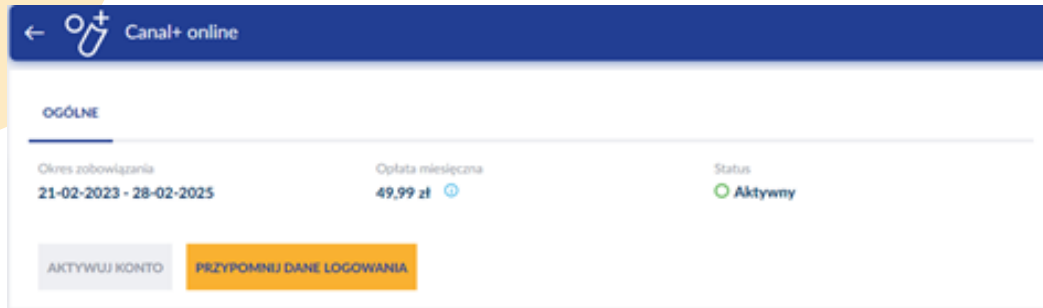 Canal+ online
OGÓLNE
Okres zobowiązania Opłata miesięczna Status
21-02-2023 - 28-02-2025 49,99 zł Aktywny
AKTYWUJ KONTO PRZYPOMNIJ DANE LOGOWANIA